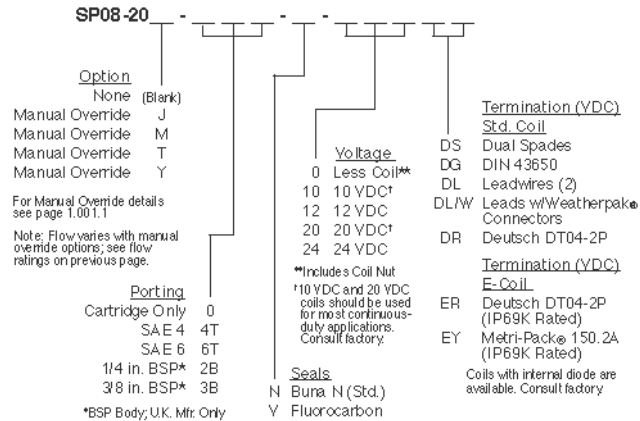 SP08-20__ - ___ - _ - ___ __
Option
None (Blank)
Manual Override J
Manual Override M
Manual Override T
Manual Override Y
For Manual Override details
see page 1.001.1
Note: Flow varies with manual
override options; see flow
ratings on previous page.
Porting
Cartridge Only 0
SAE 4 4T
SAE 6 6T
1/4 in. BSP* 2B
3/8 in. BSP* 3B
*BSP Body; U.K. Mfr. Only
Seals
N Buna N (Std.)
V Fluorocarbon
Voltage
0 Less Coil**
10 10 VDC†
12 12 VDC
20 20 VDC†
24 24 VDC
**Includes Coil Nut
†10 VDC and 20 VDC
coils should be used
for most continuous-
duty applications.
Consult factory.
Termination (VDC)
Std. Coil
DS Dual Spades
DG DIN 43650
DL Leadwires (2)
DL/W Leads w/Weatherpak®
Connectors
DR Deutsch DT04-2P
Termination (VDC)
E-Coil
ER Deutsch DT04-2P
(IP69K Rated)
EY Metri-Pack® 150.2A
(IP69K Rated)
Coils with internal diode are
available. Consult factory.